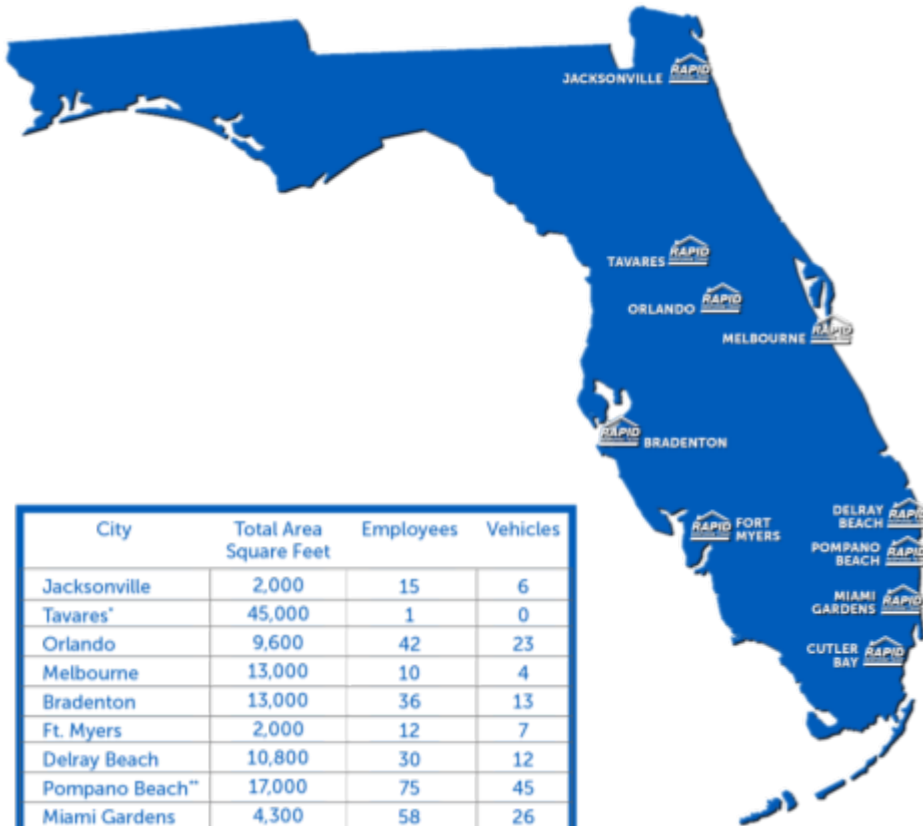 JACKSONVILLE RAPID
TAVARES RAPID
ORLANDO RAPID
MELBOURNE RAPID
RAPID BRADENTON
RAPID FORT
MYERS
DELRAY
BEACH RAPID
POMPANO
BEACH RAPID
MIAMI
GARDENS RAPID
CUTLER
BAY RAPID
City Total Area Employees Vehicles
Square Feet
Jacksonville 2,000 15 6
Tavares* 45,000 1 0
Orlando 9,600 42 23
Melbourne 13,000 10 4
Bradenton 13,000 36 13
Ft. Myers 2,000 12 7
Delray Beach 10,800 30 12
Pompano Beach** 17,000 75 45
Miami Gardens 4,300 58 26